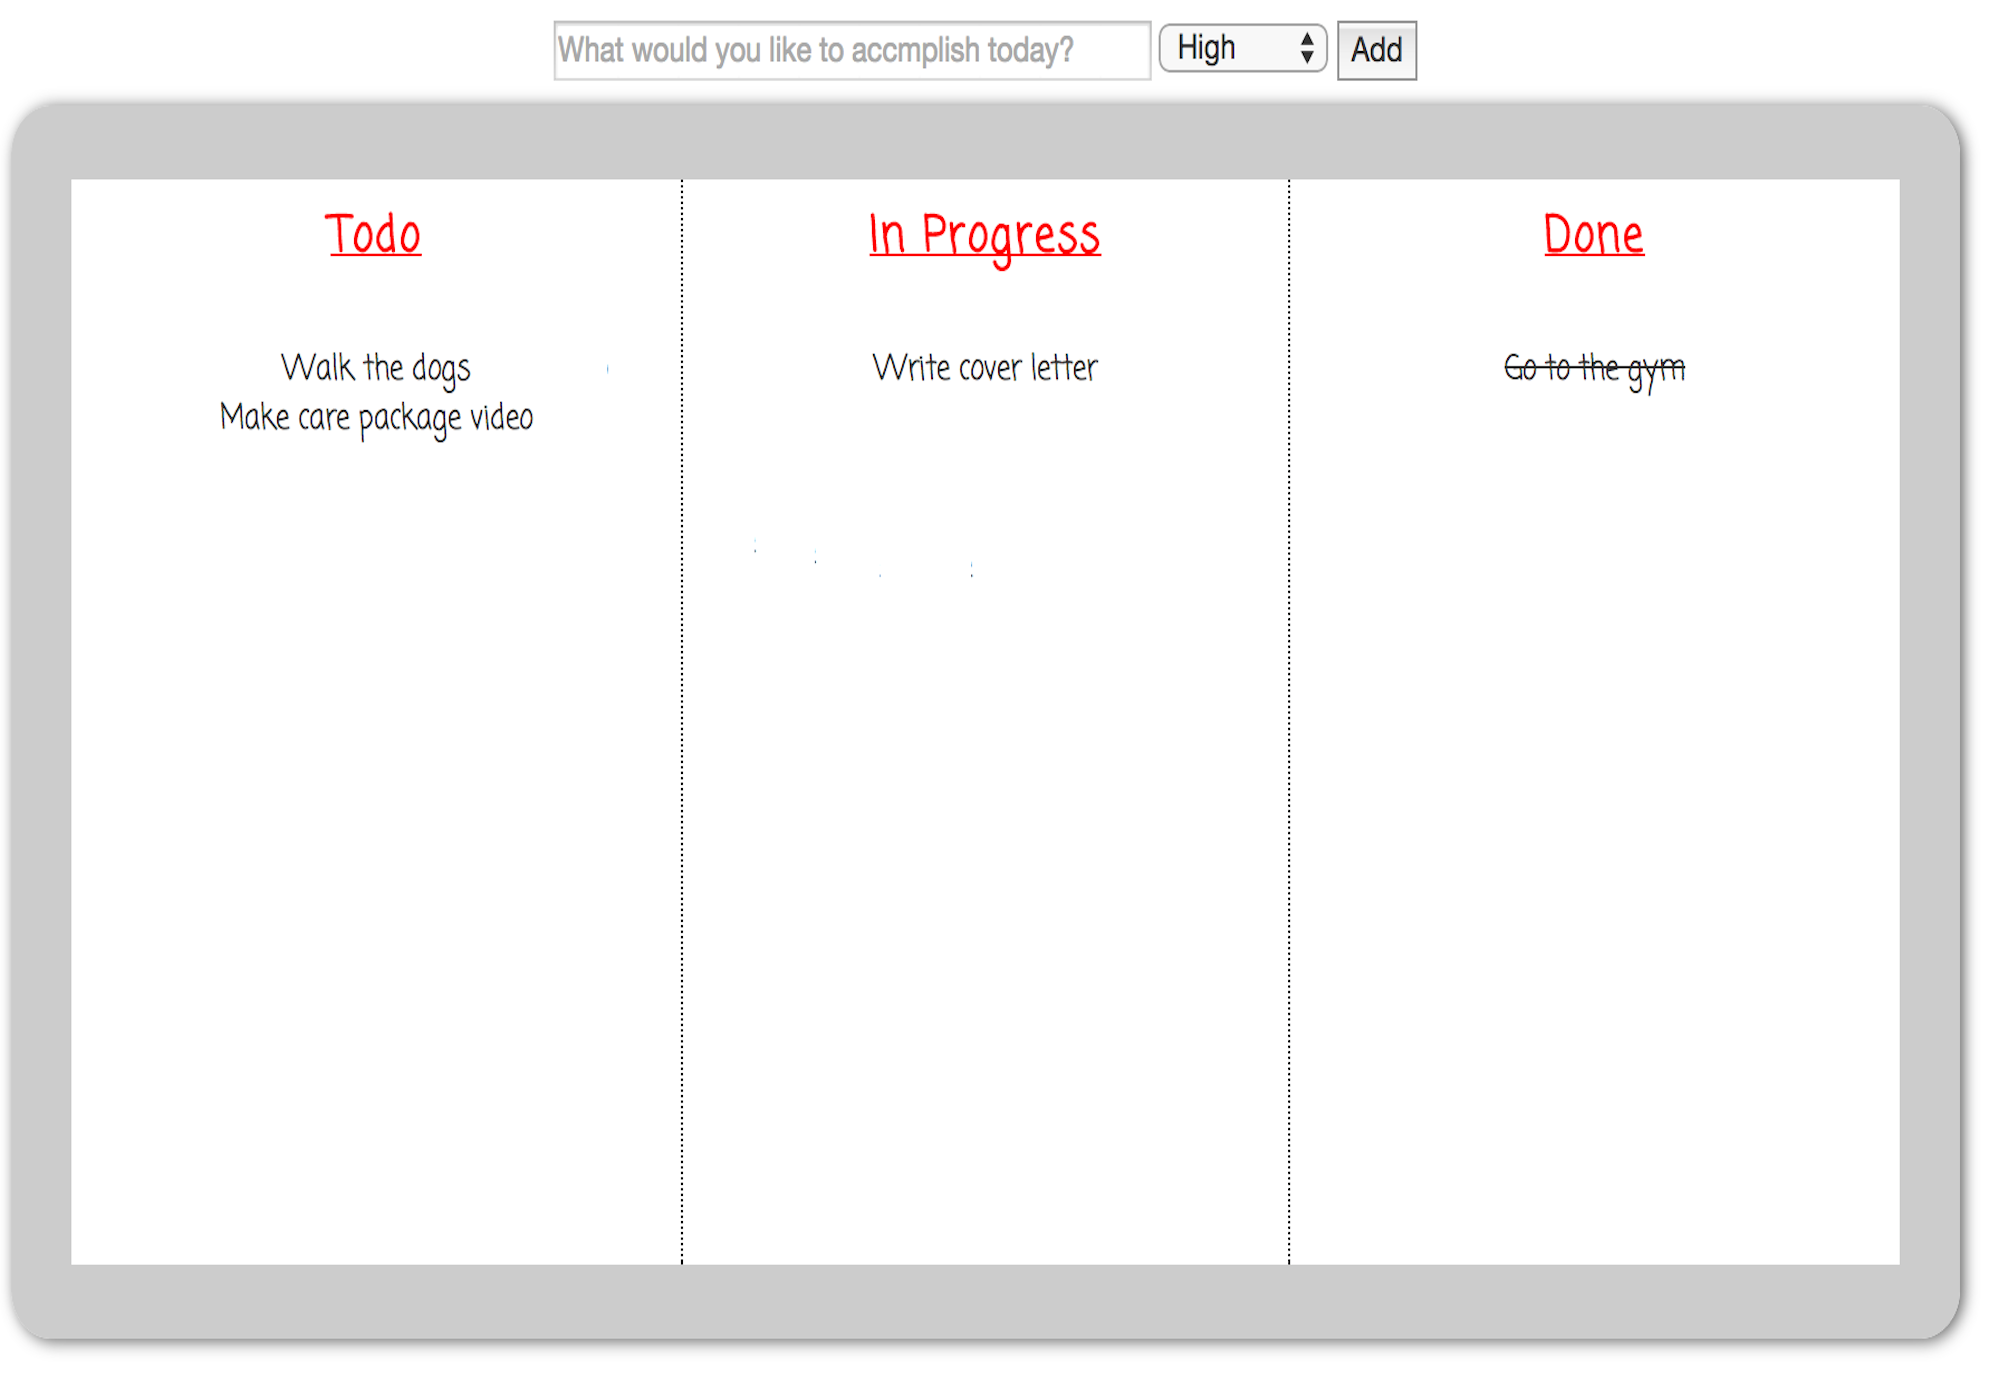 What would you like to accmplish today? High Add
Todo In Progress Done
Walk the dogs Write cover letter Go to the gym
Make care package video